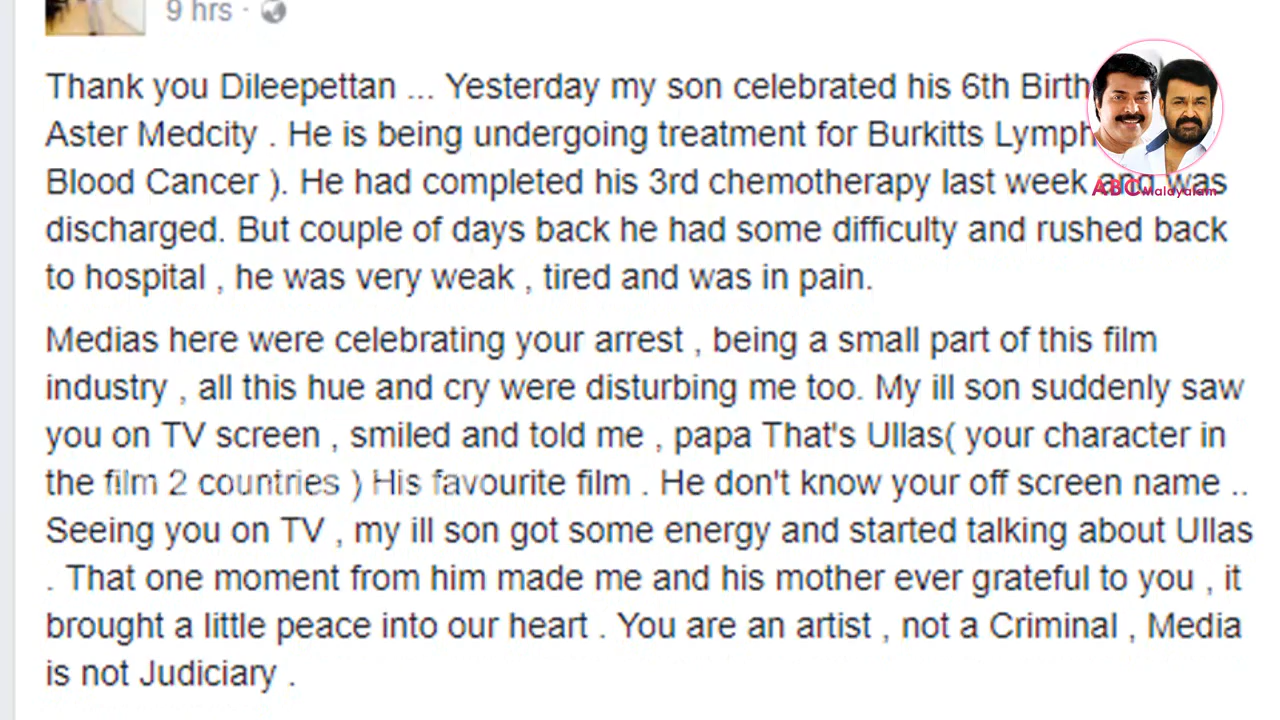 9 hrs ·
Thank you Dileepettan ... Yesterday my son celebrated his 6th
Aster Medcity . He is being undergoing treatment for Burkitts
Blood Cancer ). He had completed his 3rd chemotherapy last week and was
discharged. But couple of days back he had some difficulty and rushed back
to hospital , he was very weak , tired and was in pain.
Medias here were celebrating your arrest , being a small part of this film
industry , all this hue and cry were disturbing me too. My ill son suddenly saw
you on TV screen , smiled and told me , papa That's Ullas( your character in
the film 2 countries ) His favourite film . He don't know your off screen name ..
Seeing you on TV , my ill son got some energy and started talking about Ullas
. That one moment from him made me and his mother ever grateful to you , it
brought a little peace into our heart . You are an artist , not a Criminal , Media
is not Judiciary .
ABC Malayalam